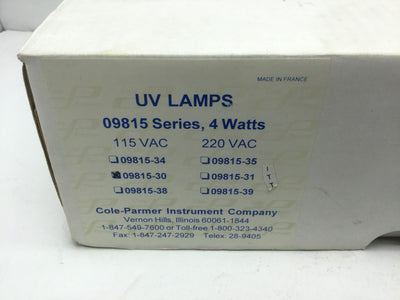 MADE IN FRANCE
UV LAMPS
09815 Series, 4 Watts
115 VAC 220 VAC
09815-34 09815-35
09815-30 09815-31
09815-38 09815-39
Cole-Parmer Instrument Company
Vernon Hills, Illinois 60061-1844
1-847-549-7600 or Toll-free 1-800-323-4340
Fax: 1-847-247-2929 Telex: 28-9405